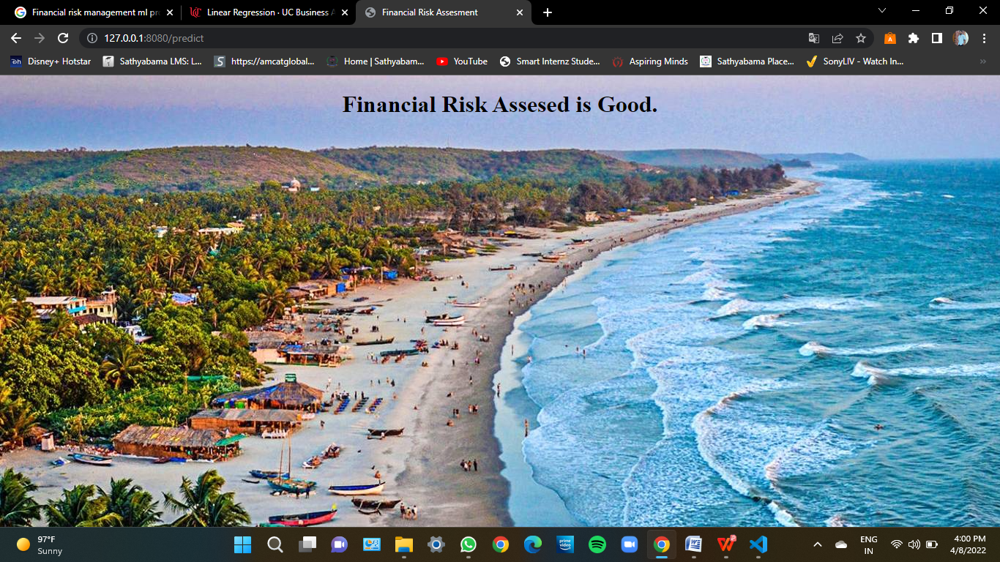 Financial risk management ml pr
Linear Regression · UC Business A
Financial Risk Assesment
127.0.0.1:8080/predict
Disney+ Hotstar
Sathyabama LMS: L...
https://amcatglobal...
Home | Sathyabam...
YouTube
Smart Internz Stude...
Aspiring Minds
Sathyabama Place...
SonyLIV - Watch In...
Financial Risk Assesed is Good.
97°F
Sunny
prime video
ENG
IN
4:00 PM
4/8/2022